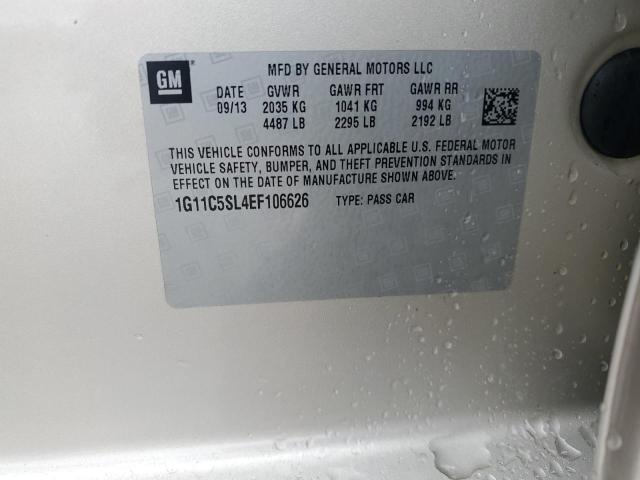 GM
MFD BY GENERAL MOTORS LLC
DATE GVWR GAWR FRT GAWR RR
09/13 2035 KG 1041 KG 994 KG
4487 LB 2295 LB 2192 LB
THIS VEHICLE CONFORMS TO ALL APPLICABLE U.S. FEDERAL MOTOR
VEHICLE SAFETY, BUMPER, AND THEFT PREVENTION STANDARDS IN
EFFECT ON THE DATE OF MANUFACTURE SHOWN ABOVE.
1G11C5SL4EF106626 TYPE: PASS CAR